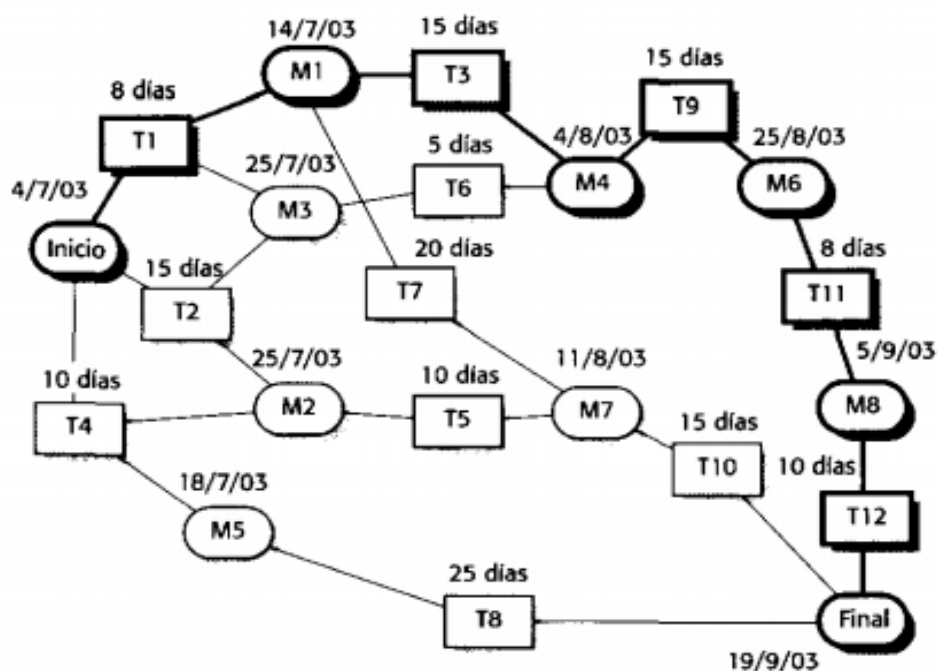 14/7/03
15 días
M1
T3
15 días
8 días
T9
T1
25/7/03
5 días
4/8/03
25/8/03
4/7/03
M3
T6
M4
M6
Inicio
15 días
20 días
8 días
T2
T7
T11
25/7/03
11/8/03
5/9/03
10 días
M2
10 días
M7
M8
T4
T5
15 días
T10
10 días
18/7/03
M5
T12
25 días
T8
Final
19/9/03